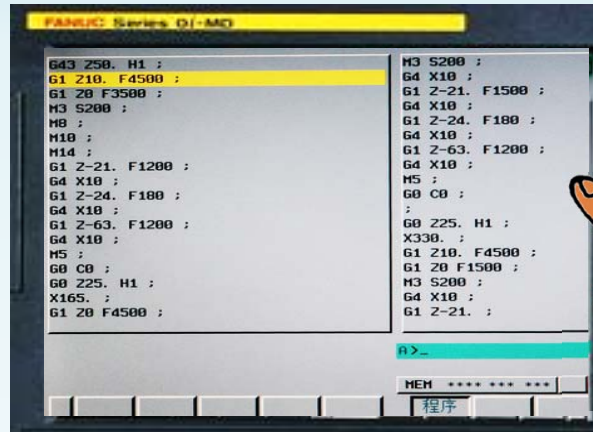 FANUC Series 0i-MD
G43 Z50. H1 ;
G1 Z10. F4500 ;
G1 Z0 F3500 ;
M3 S200 ;
M8 ;
M10 ;
M14 ;
G1 Z-21. F1200 ;
G4 X10 ;
G1 Z-24. F180 ;
G4 X10 ;
G1 Z-63. F1200 ;
G4 X10 ;
M5 ;
G0 C0 ;
G0 Z25. H1 ;
X165. ;
G1 Z0 F4500 ;
M3 S200 ;
G4 X10 ;
G1 Z-21. F1500 ;
G4 X10 ;
G1 Z-24. F180 ;
G4 X10 ;
G1 Z-63. F1200 ;
G4 X10 ;
M5 ;
G0 C0 ;
;
G0 Z25. H1 ;
X330. ;
G1 Z10. F4500 ;
G1 Z0 F1500 ;
M3 S200 ;
G4 X10 ;
G1 Z-21. ;
A>_
MEM **** *** ***
程序